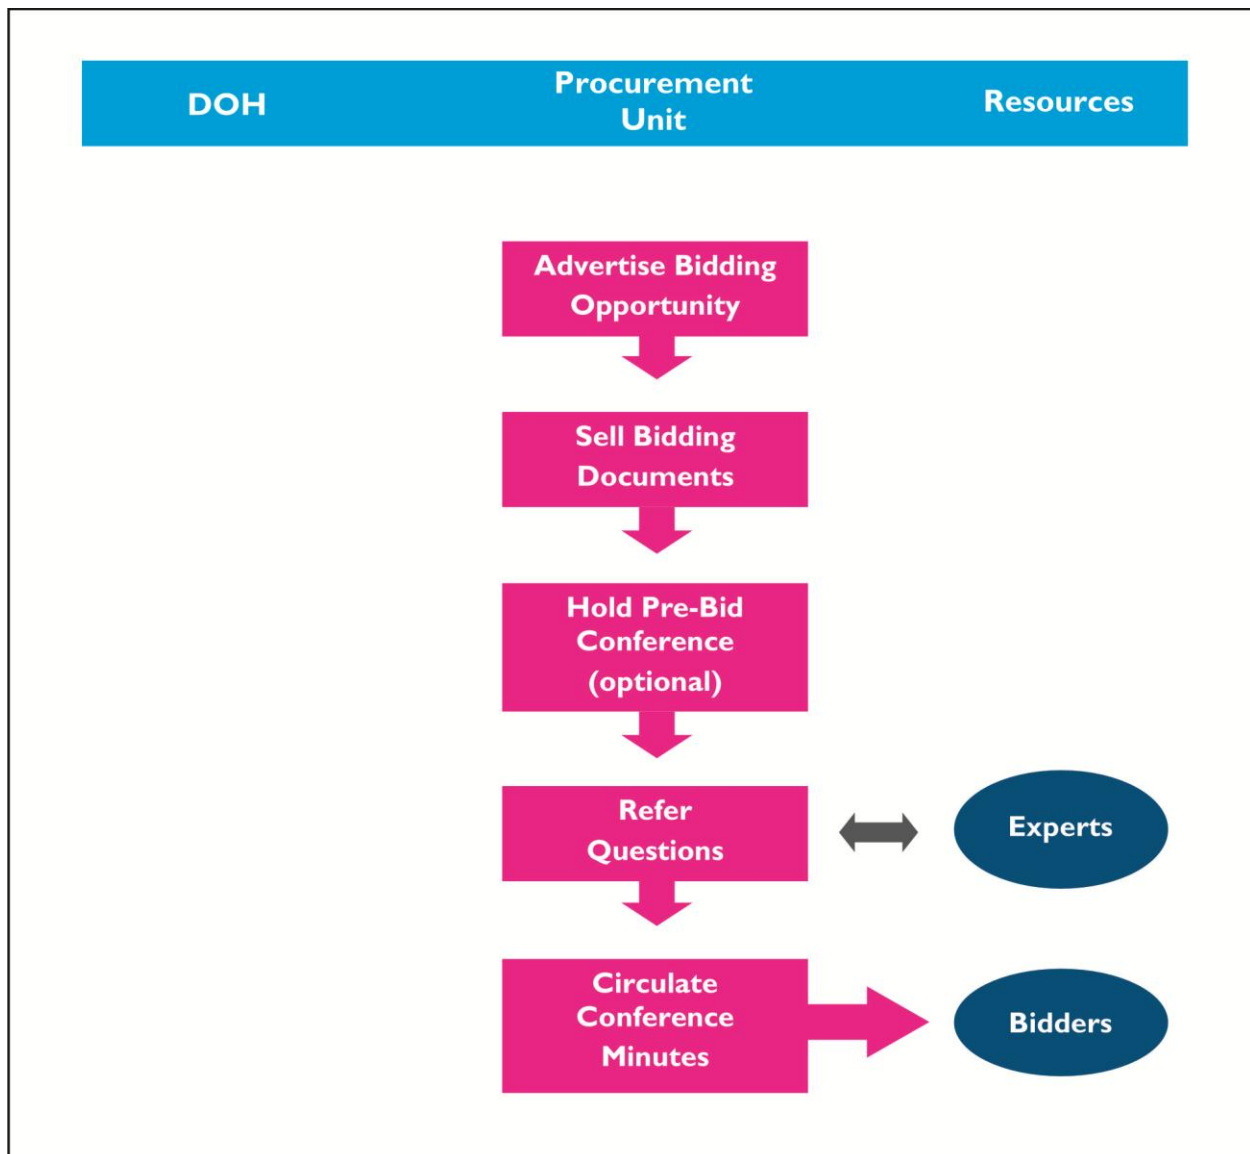 DOH
Procurement
Unit
Resources
Advertise Bidding
Opportunity
Sell Bidding
Documents
Hold Pre-Bid
Conference
(optional)
Refer
Questions
Experts
Circulate
Conference
Minutes
Bidders